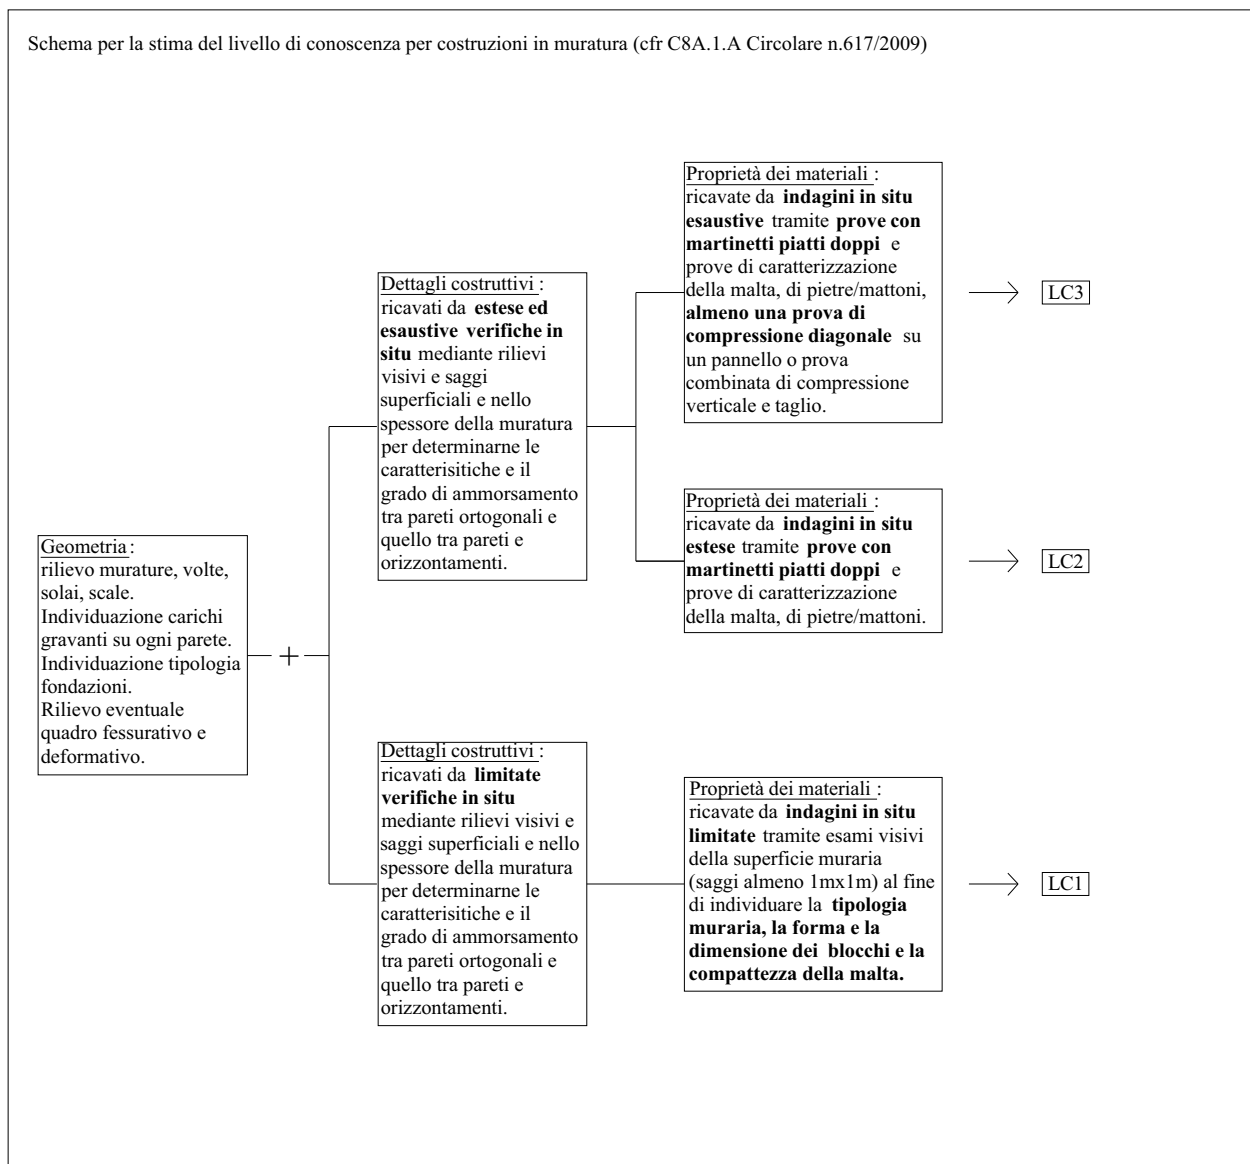 Schema per la stima del livello di conoscenza per costruzioni in muratura (cfr C8A.1.A Circolare n.617/2009)
Geometria :
rilievo murature, volte,
solai, scale.
Individuazione carichi
gravanti su ogni parete.
Individuazione tipologia
fondazioni.
Rilievo eventuale
quadro fessurativo e
deformativo.
+
Dettagli costruttivi :
ricavati da estese ed
esaustive verifiche in
situ mediante rilievi
visivi e saggi
superficiali e nello
spessore della muratura
per determinarne le
caratterisitiche e il
grado di ammorsamento
tra pareti ortogonali e
quello tra pareti e
orizzontamenti.
Proprietà dei materiali :
ricavate da indagini in situ
esaustive tramite prove con
martinetti piatti doppi e
prove di caratterizzazione
della malta, di pietre/mattoni,
almeno una prova di
compressione diagonale su
un pannello o prova
combinata di compressione
verticale e taglio.
LC3
Proprietà dei materiali :
ricavate da indagini in situ
estese tramite prove con
martinetti piatti doppi e
prove di caratterizzazione
della malta, di pietre/mattoni.
LC2
Dettagli costruttivi :
ricavati da limitate
verifiche in situ
mediante rilievi visivi e
saggi superficiali e nello
spessore della muratura
per determinarne le
caratterisitiche e il
grado di ammorsamento
tra pareti ortogonali e
quello tra pareti e
orizzontamenti.
Proprietà dei materiali :
ricavate da indagini in situ
limitate tramite esami visivi
della superficie muraria
(saggi almeno 1mx1m) al fine
di individuare la tipologia
muraria, la forma e la
dimensione dei blocchi e la
compattezza della malta.
LC1